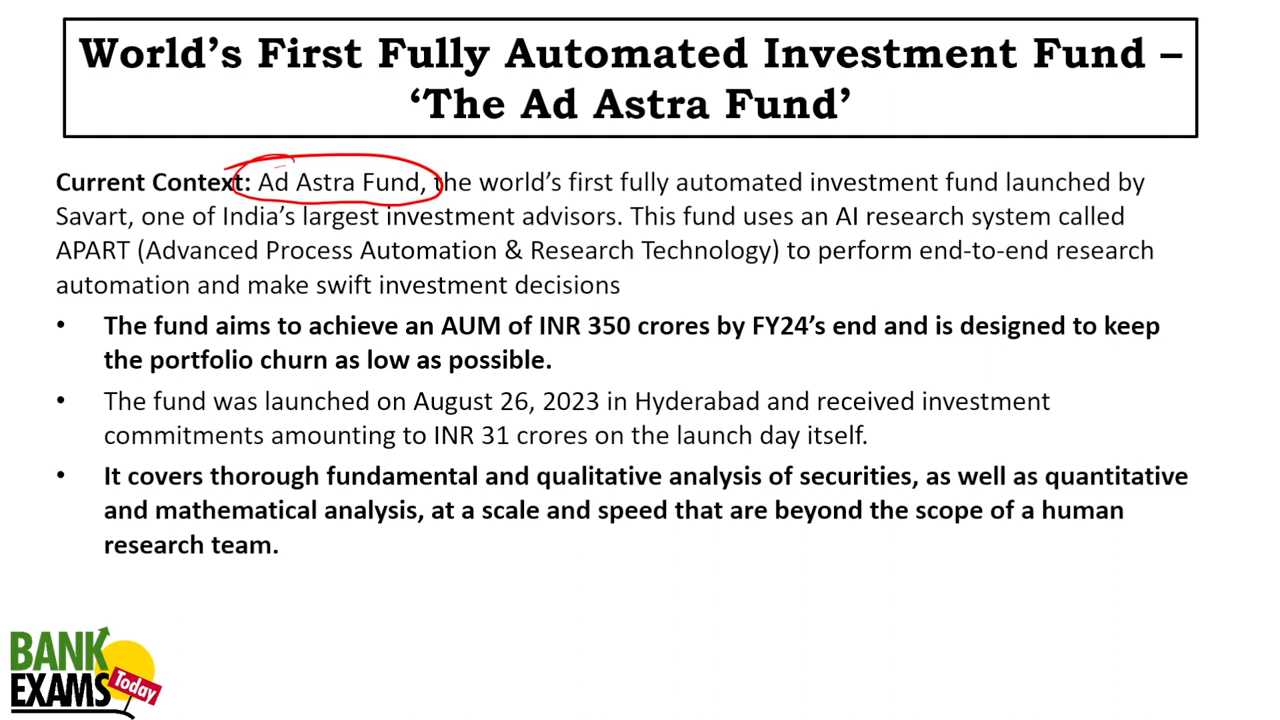 World’s First Fully Automated Investment Fund –
‘The Ad Astra Fund’
Current Context: Ad Astra Fund, the world’s first fully automated investment fund launched by
Savart, one of India’s largest investment advisors. This fund uses an AI research system called
APART (Advanced Process Automation & Research Technology) to perform end-to-end research
automation and make swift investment decisions
• The fund aims to achieve an AUM of INR 350 crores by FY24’s end and is designed to keep
the portfolio churn as low as possible.
• The fund was launched on August 26, 2023 in Hyderabad and received investment
commitments amounting to INR 31 crores on the launch day itself.
• It covers thorough fundamental and qualitative analysis of securities, as well as quantitative
and mathematical analysis, at a scale and speed that are beyond the scope of a human
research team.
BANK
EXAMS
Today